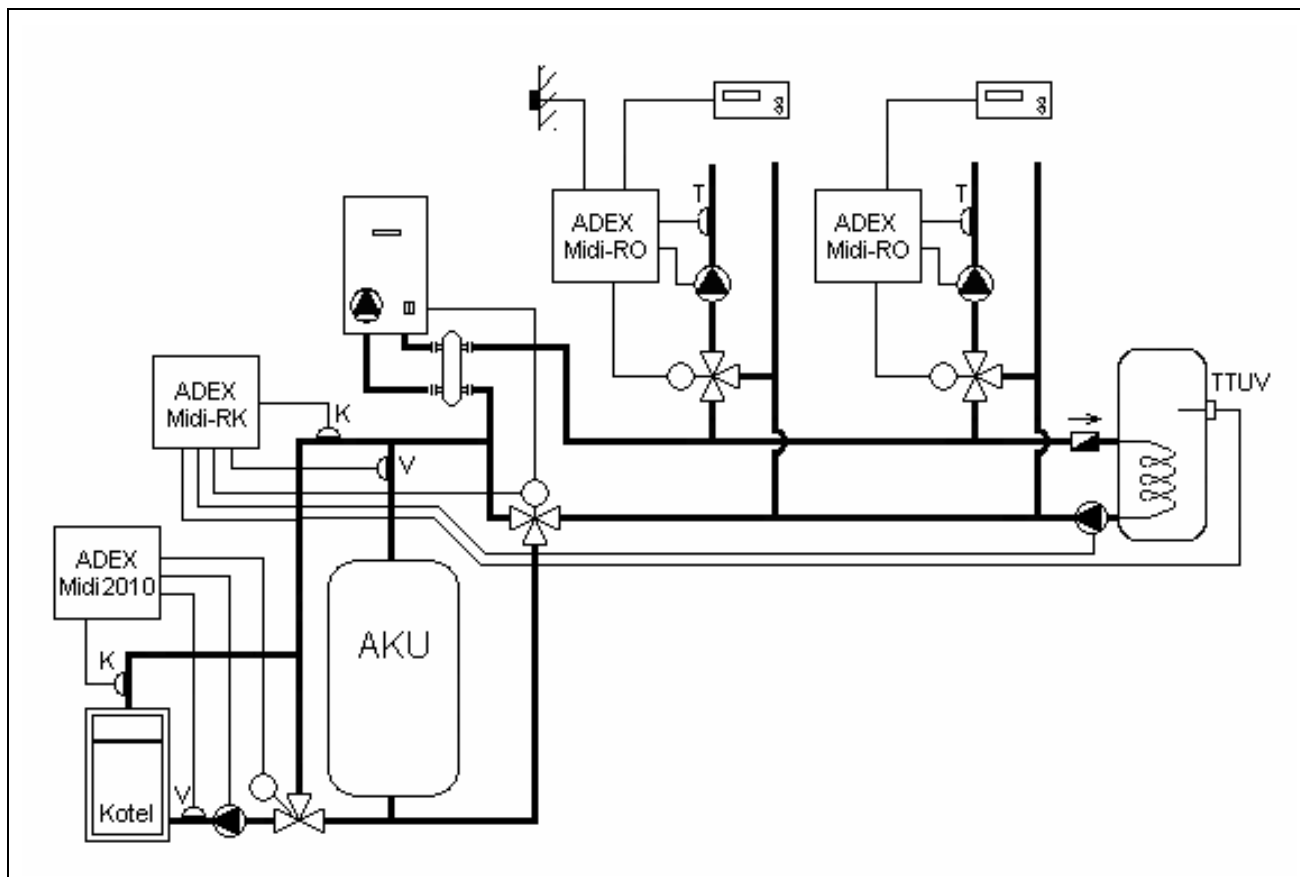 T
ADEX
Midi-RO
T
ADEX
Midi-RO
ADEX
Midi-RK
K
V
TTUV
ADEX
Midi 2010
K
AKU
V
Kotel